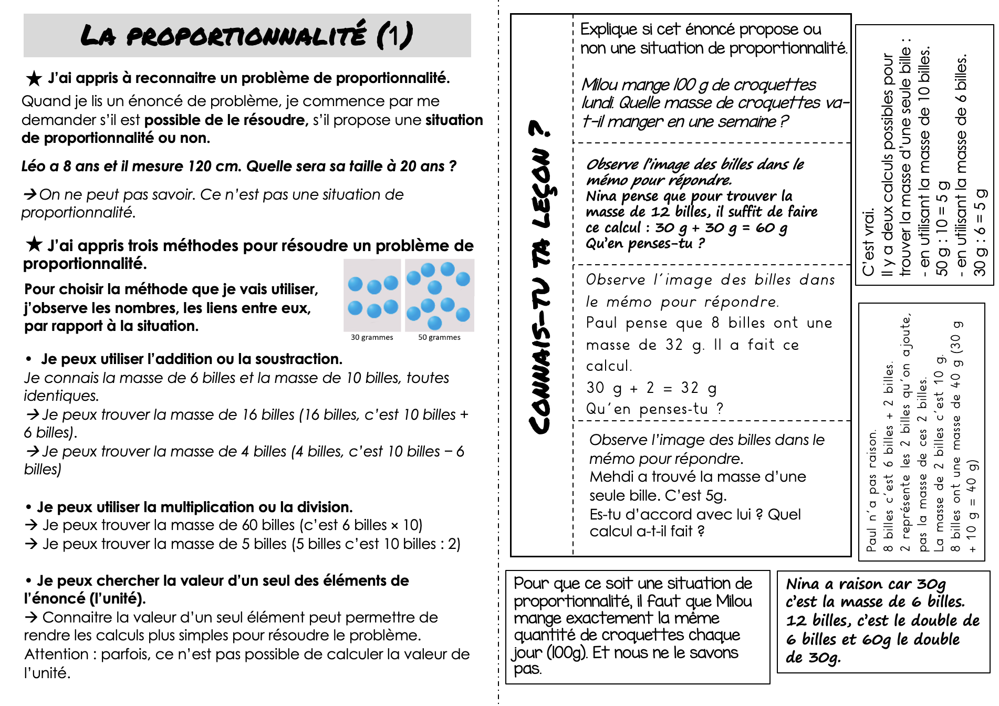 LA PROPORTIONNALITÉ (1)
★ J'ai appris à reconnaitre un problème de proportionnalité.
Quand je lis un énoncé de problème, je commence par me
demander s'il est possible de le résoudre, s'il propose une situation
de proportionnalité ou non.
Léo a 8 ans et il mesure 120 cm. Quelle sera sa taille à 20 ans ?
→ On ne peut pas savoir. Ce n'est pas une situation de
proportionnalité.
★ J'ai appris trois méthodes pour résoudre un problème de
proportionnalité.
Pour choisir la méthode que je vais utiliser,
j'observe les nombres, les liens entre eux,
par rapport à la situation.
30 grammes
50 grammes
• Je peux utiliser l'addition ou la soustraction.
Je connais la masse de 6 billes et la masse de 10 billes, toutes
identiques.
→ Je peux trouver la masse de 16 billes (16 billes, c'est 10 billes +
6 billes).
→ Je peux trouver la masse de 4 billes (4 billes, c'est 10 billes – 6
billes)
• Je peux utiliser la multiplication ou la division.
→ Je peux trouver la masse de 60 billes (c'est 6 billes × 10)
→ Je peux trouver la masse de 5 billes (5 billes c'est 10 billes : 2)
• Je peux chercher la valeur d'un seul des éléments de
l'énoncé (l'unité).
→ Connaitre la valeur d'un seul élément peut permettre de
rendre les calculs plus simples pour résoudre le problème.
Attention : parfois, ce n'est pas possible de calculer la valeur de
l'unité.
CONNAIS-TU TA LEÇON ?
Explique si cet énoncé propose ou
non une situation de proportionnalité.
Milou mange 100 g de croquettes
lundi. Quelle masse de croquettes va-
t-il manger en une semaine ?
Observe l'image des billes dans le
mémo pour répondre.
Nina pense que pour trouver la
masse de 12 billes, il suffit de faire
ce calcul : 30 g + 30 g = 60 g
Qu'en penses-tu ?
Observe l'image des billes dans
le mémo pour répondre.
Paul pense que 8 billes ont une
masse de 32 g. Il a fait ce
calcul.
30 g + 2 = 32 g
Qu'en penses-tu ?
Observe l'image des billes dans le
mémo pour répondre.
Mehdi a trouvé la masse d'une
seule bille. C'est 5g.
Es-tu d'accord avec lui ? Quel
calcul a-t-il fait ?
C'est vrai.
Il y a deux calculs possibles pour
trouver la masse d'une seule bille :
- en utilisant la masse de 10 billes.
50 g : 10 = 5 g
- en utilisant la masse de 6 billes.
30 g : 6 = 5 g
Paul n'a pas raison.
8 billes c'est 6 billes + 2 billes.
2 représente les 2 billes qu'on ajoute,
pas la masse de ces 2 billes.
La masse de 2 billes c'est 10 g.
8 billes ont une masse de 40 g (30 g
+ 10 g = 40 g)
Pour que ce soit une situation de
proportionnalité, il faut que Milou
mange exactement la même
quantité de croquettes chaque
jour (100g). Et nous ne le savons
pas.
Nina a raison car 30g
c'est la masse de 6 billes.
12 billes, c'est le double de
6 billes et 60g le double
de 30g.